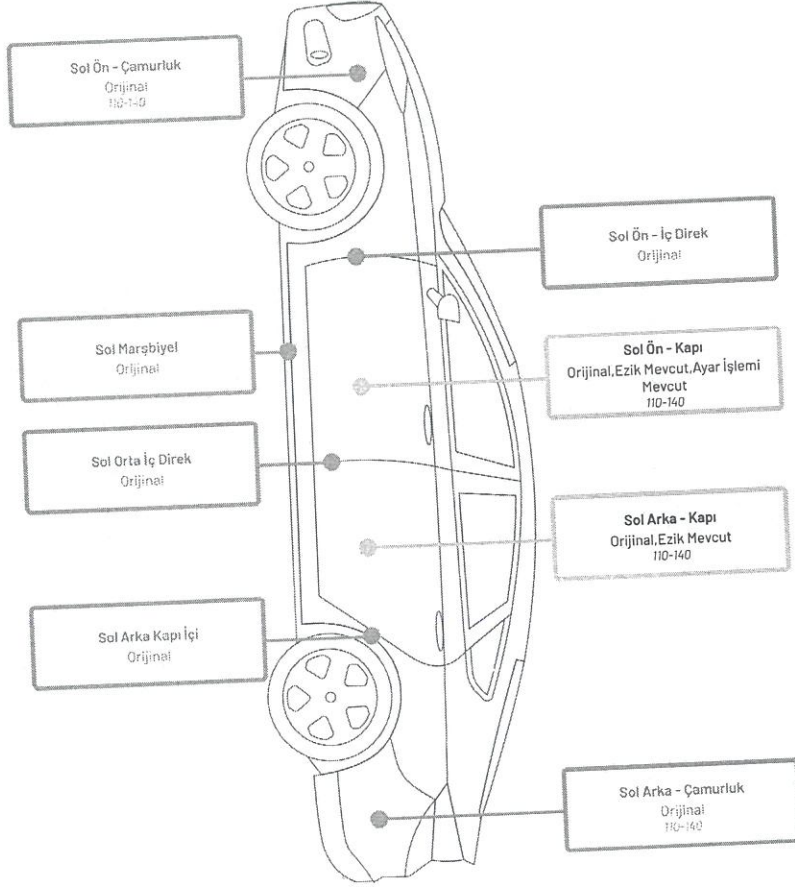 Sol Ön - Çamurluk
Orijinal
110-140
Sol Ön - İç Direk
Orijinal
Sol Marşbiyel
Orijinal
Sol Ön - Kapı
Orijinal,Ezik Mevcut,Ayar İşlemi
Mevcut
110-140
Sol Orta İç Direk
Orijinal
Sol Arka - Kapı
Orijinal,Ezik Mevcut
110-140
Sol Arka Kapı İçi
Orijinal
Sol Arka - Çamurluk
Orijinal
110-140